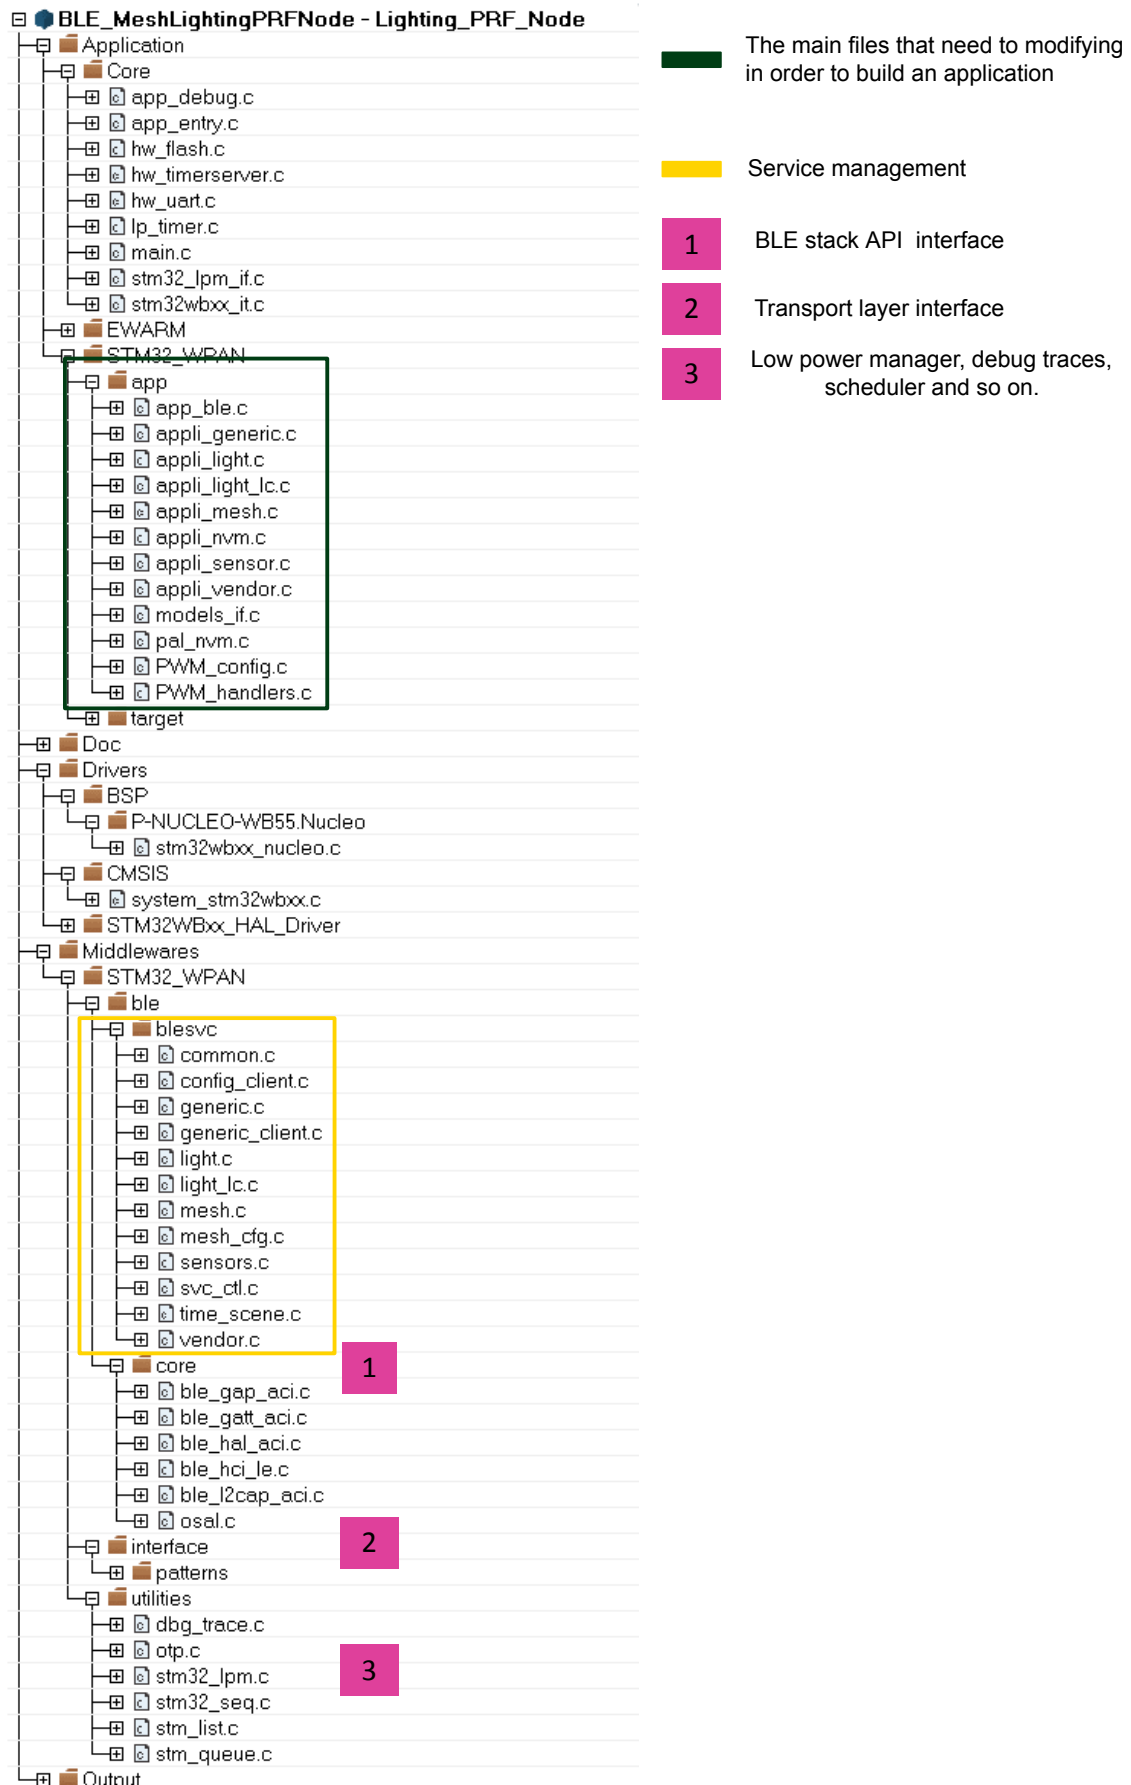 BLE_MeshLightingPRFNode - Lighting_PRF_Node
Application
Core
app_debug.c
app_entry.c
hw_flash.c
hw_timerserver.c
hw_uart.c
lp_timer.c
main.c
stm32_lpm_if.c
stm32wbxx_it.c
EWARM
STM32_WPAN
app
app_ble.c
appli_generic.c
appli_light.c
appli_light_lc.c
appli_mesh.c
appli_nvm.c
appli_sensor.c
appli_vendor.c
models_if.c
pal_nvm.c
PWM_config.c
PWM_handlers.c
target
Doc
Drivers
BSP
P-NUCLEO-WB55.Nucleo
stm32wbxx_nucleo.c
CMSIS
system_stm32wbxx.c
STM32WBxx_HAL_Driver
Middlewares
STM32_WPAN
ble
blesvc
common.c
config_client.c
generic.c
generic_client.c
light.c
light_lc.c
mesh.c
mesh_cfg.c
sensors.c
svc_ctl.c
time_scene.c
vendor.c
core
1
ble_gap_aci.c
ble_gatt_aci.c
ble_hal_aci.c
ble_hci_le.c
ble_l2cap_aci.c
osal.c
interface
2
patterns
utilities
dbg_trace.c
otp.c
3
stm32_lpm.c
stm32_seq.c
stm_list.c
stm_queue.c
Output
The main files that need to modifying
in order to build an application
Service management
1 BLE stack API interface
2 Transport layer interface
3 Low power manager, debug traces,
scheduler and so on.